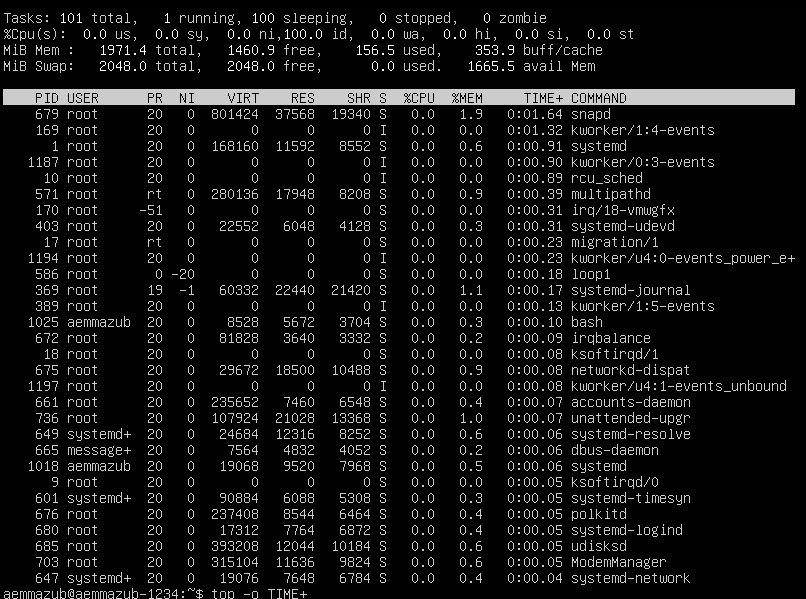 Tasks: 101 total,   1 running, 100 sleeping,   0 stopped,   0 zombie
%Cpu(s):  0.0 us,  0.0 sy,  0.0 ni,100.0 id,  0.0 wa,  0.0 hi,  0.0 si,  0.0 st
MiB Mem :   1971.4 total,   1460.9 free,    156.5 used,    353.9 buff/cache
MiB Swap:   2048.0 total,   2048.0 free,      0.0 used.   1665.5 avail Mem
PID USER      PR  NI    VIRT    RES    SHR S  %CPU  %MEM     TIME+ COMMAND
679 root      20   0  801424  37568  19340 S   0.0   1.9   0:01.64 snapd
169 root      20   0       0      0      0 I   0.0   0.0   0:01.32 kworker/1:4-events
1 root      20   0  168160  11592   8552 S   0.0   0.6   0:00.91 systemd
1187 root      20   0       0      0      0 I   0.0   0.0   0:00.90 kworker/0:3-events
10 root      20   0       0      0      0 I   0.0   0.0   0:00.89 rcu_sched
571 root      rt   0  280136  17948   8208 S   0.0   0.9   0:00.39 multipathd
170 root     -51   0       0      0      0 S   0.0   0.0   0:00.31 irq/18-vmwgfx
403 root      20   0   22552   6048   4128 S   0.0   0.3   0:00.31 systemd-udevd
17 root      rt   0       0      0      0 S   0.0   0.0   0:00.23 migration/1
1194 root      20   0       0      0      0 I   0.0   0.0   0:00.23 kworker/u4:0-events_power_e+
586 root       0 -20       0      0      0 S   0.0   0.0   0:00.18 loop1
369 root      19  -1   60332  22440  21420 S   0.0   1.1   0:00.17 systemd-journal
389 root      20   0       0      0      0 I   0.0   0.0   0:00.13 kworker/1:5-events
1025 aemmazub  20   0    8528   5672   3704 S   0.0   0.3   0:00.10 bash
672 root      20   0   81828   3640   3332 S   0.0   0.2   0:00.09 irqbalance
18 root      20   0       0      0      0 S   0.0   0.0   0:00.08 ksoftirqd/1
675 root      20   0   29672  18500  10488 S   0.0   0.9   0:00.08 networkd-dispat
1197 root      20   0       0      0      0 I   0.0   0.0   0:00.08 kworker/u4:1-events_unbound
661 root      20   0  235652   7460   6548 S   0.0   0.4   0:00.07 accounts-daemon
736 root      20   0  107924  21028  13368 S   0.0   1.0   0:00.07 unattended-upgr
649 systemd+  20   0   24684  12316   8252 S   0.0   0.6   0:00.06 systemd-resolve
665 message+  20   0    7564   4832   4052 S   0.0   0.2   0:00.06 dbus-daemon
1018 aemmazub  20   0   19068   9520   7968 S   0.0   0.5   0:00.06 systemd
9 root      20   0       0      0      0 S   0.0   0.0   0:00.05 ksoftirqd/0
601 systemd+  20   0   90884   6088   5308 S   0.0   0.3   0:00.05 systemd-timesyn
676 root      20   0  237408   8544   6464 S   0.0   0.4   0:00.05 polkitd
680 root      20   0   17312   7764   6872 S   0.0   0.4   0:00.05 systemd-logind
685 root      20   0  393208  12044  10184 S   0.0   0.6   0:00.05 udisksd
703 root      20   0  315104  11636   9824 S   0.0   0.6   0:00.05 ModemManager
647 systemd+  20   0   19076   7648   6784 S   0.0   0.4   0:00.04 systemd-network
aemmazub@aemmazub-1234:~$ top -o TIME+